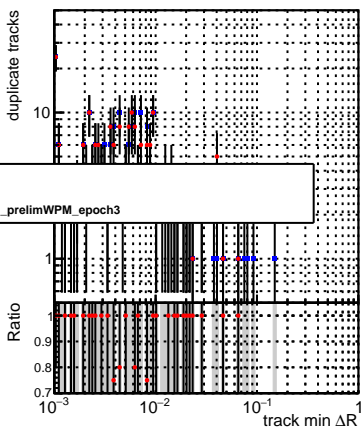 duplicate tracks
10
_prelimWPM_epoch3
1
Ratio
1
0.9
0.8
0.7
10⁻³
10⁻²
10⁻¹
1
track min ΔR